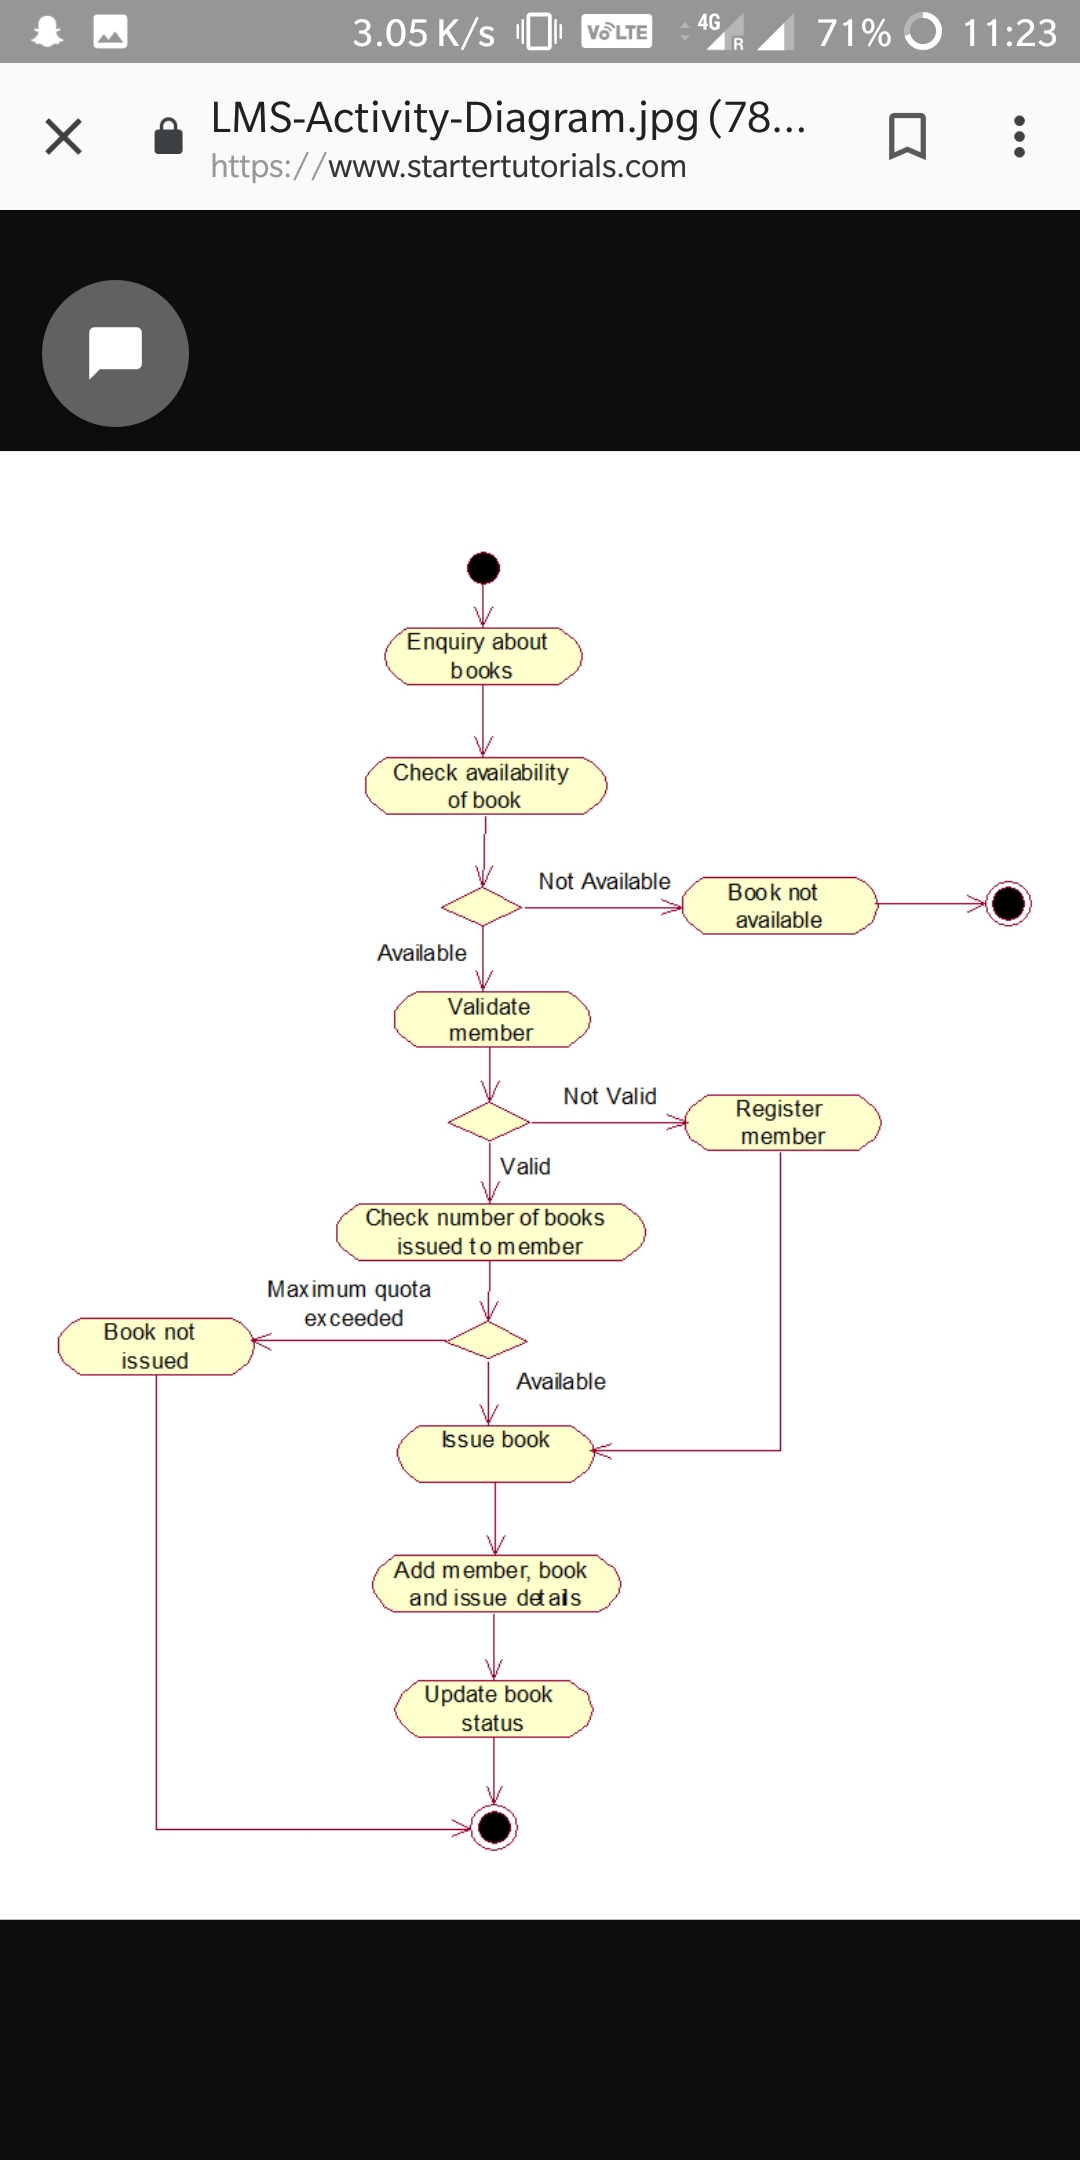 3.05 K/s VoLTE 4G R 71% 11:23
LMS-Activity-Diagram.jpg (78...
https://www.startertutorials.com
Enquiry about
books
Check availability
of book
Not Available
Book not
available
Available
Validate
member
Not Valid
Register
member
Valid
Check number of books
issued to member
Maximum quota
exceeded
Book not
issued
Available
Issue book
Add member, book
and issue details
Update book
status